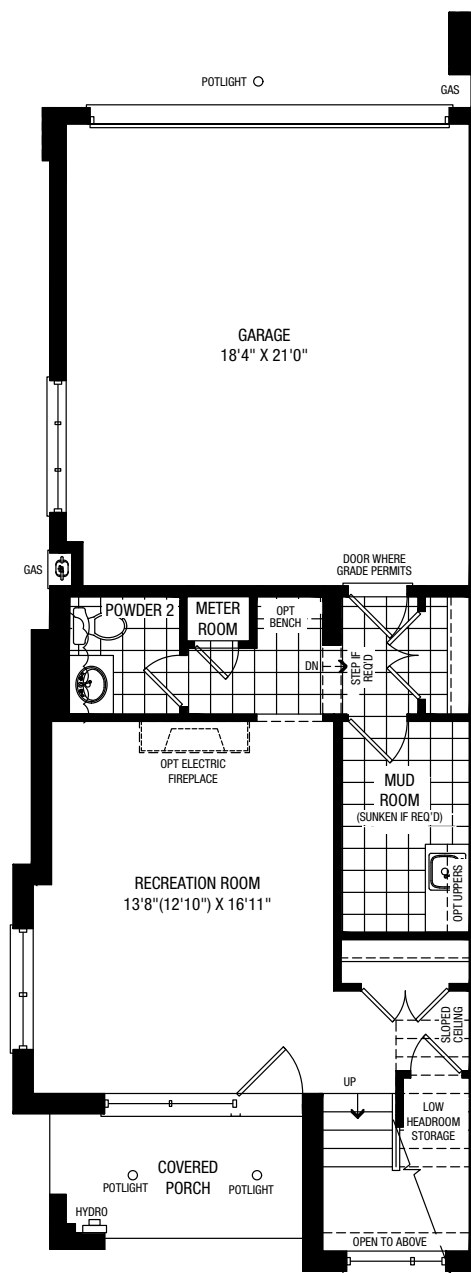 POTLIGHT
GAS
GARAGE
18'4" X 21'0"
GAS
DOOR WHERE
GRADE PERMITS
POWDER 2
METER
ROOM
OPT
BENCH
DN
STEP IF
REQ'D
OPT ELECTRIC
FIREPLACE
MUD
ROOM
(SUNKEN IF REQ'D)
OPT UPPERS
RECREATION ROOM
13'8"(12'10") X 16'11"
SLOPED
CEILING
UP
LOW
HEADROOM
STORAGE
COVERED
PORCH
POTLIGHT
POTLIGHT
HYDRO
OPEN TO ABOVE